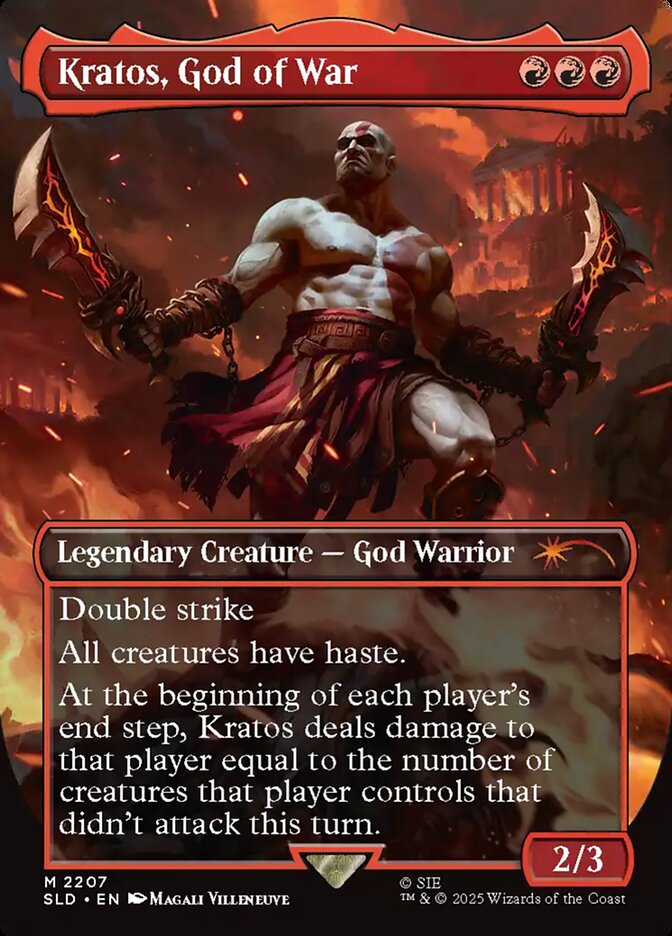 Kratos, God of War
Legendary Creature — God Warrior
Double strike
All creatures have haste.
At the beginning of each player's
end step, Kratos deals damage to
that player equal to the number of
creatures that player controls that
didn't attack this turn.
2/3
M 2207
SLD • EN Magali Villeneuve
© SIE
™ & © 2025 Wizards of the Coast